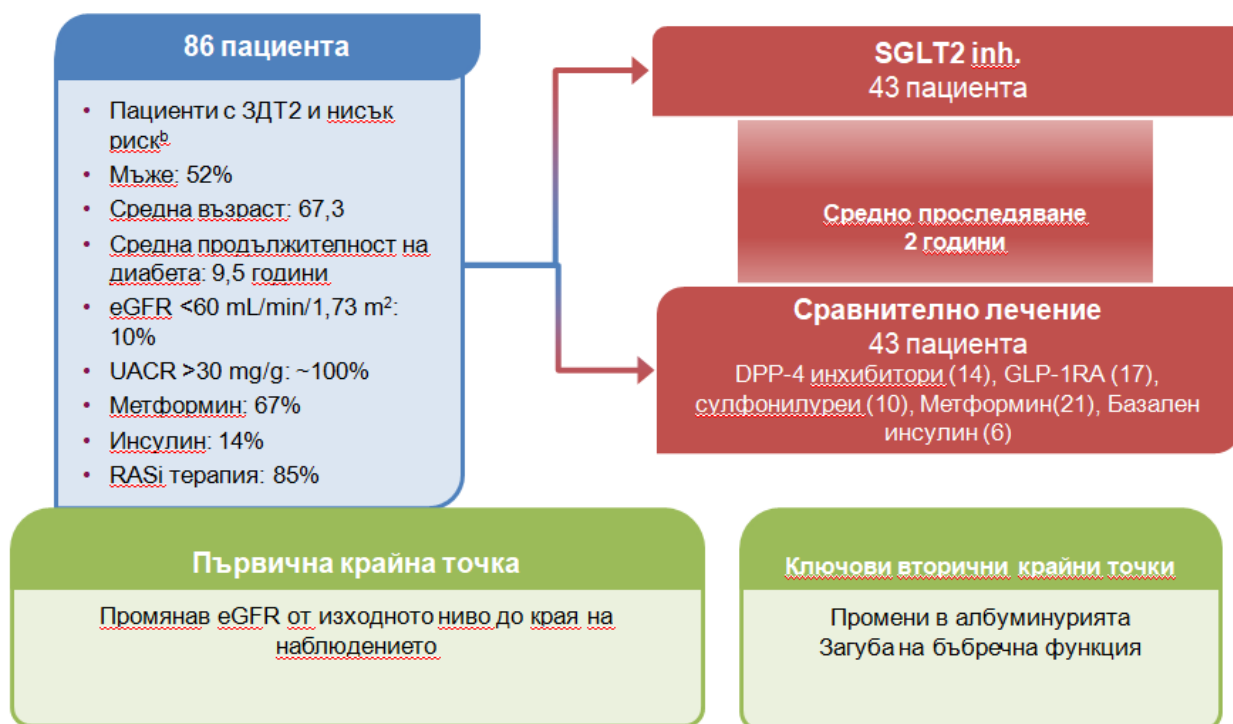 86 пациента
• Пациенти с ЗДТ2 и нисък
рискᵇ
• Мъже: 52%
• Средна възраст: 67,3
• Средна продължителност на
диабета: 9,5 години
• eGFR <60 mL/min/1,73 m²:
10%
• UACR >30 mg/g: ~100%
• Метформин: 67%
• Инсулин: 14%
• RASi терапия: 85%
SGLT2 inh.
43 пациента
Средно проследяване
2 години
Сравнително лечение
43 пациента
DPP-4 инхибитори (14), GLP-1RA (17),
сулфонилуреи (10), Метформин(21), Базален
инсулин (6)
Първична крайна точка
Промянав eGFR от изходното ниво до края на
наблюдението
Ключови вторични крайни точки
Промени в албуминурията
Загуба на бъбречна функция